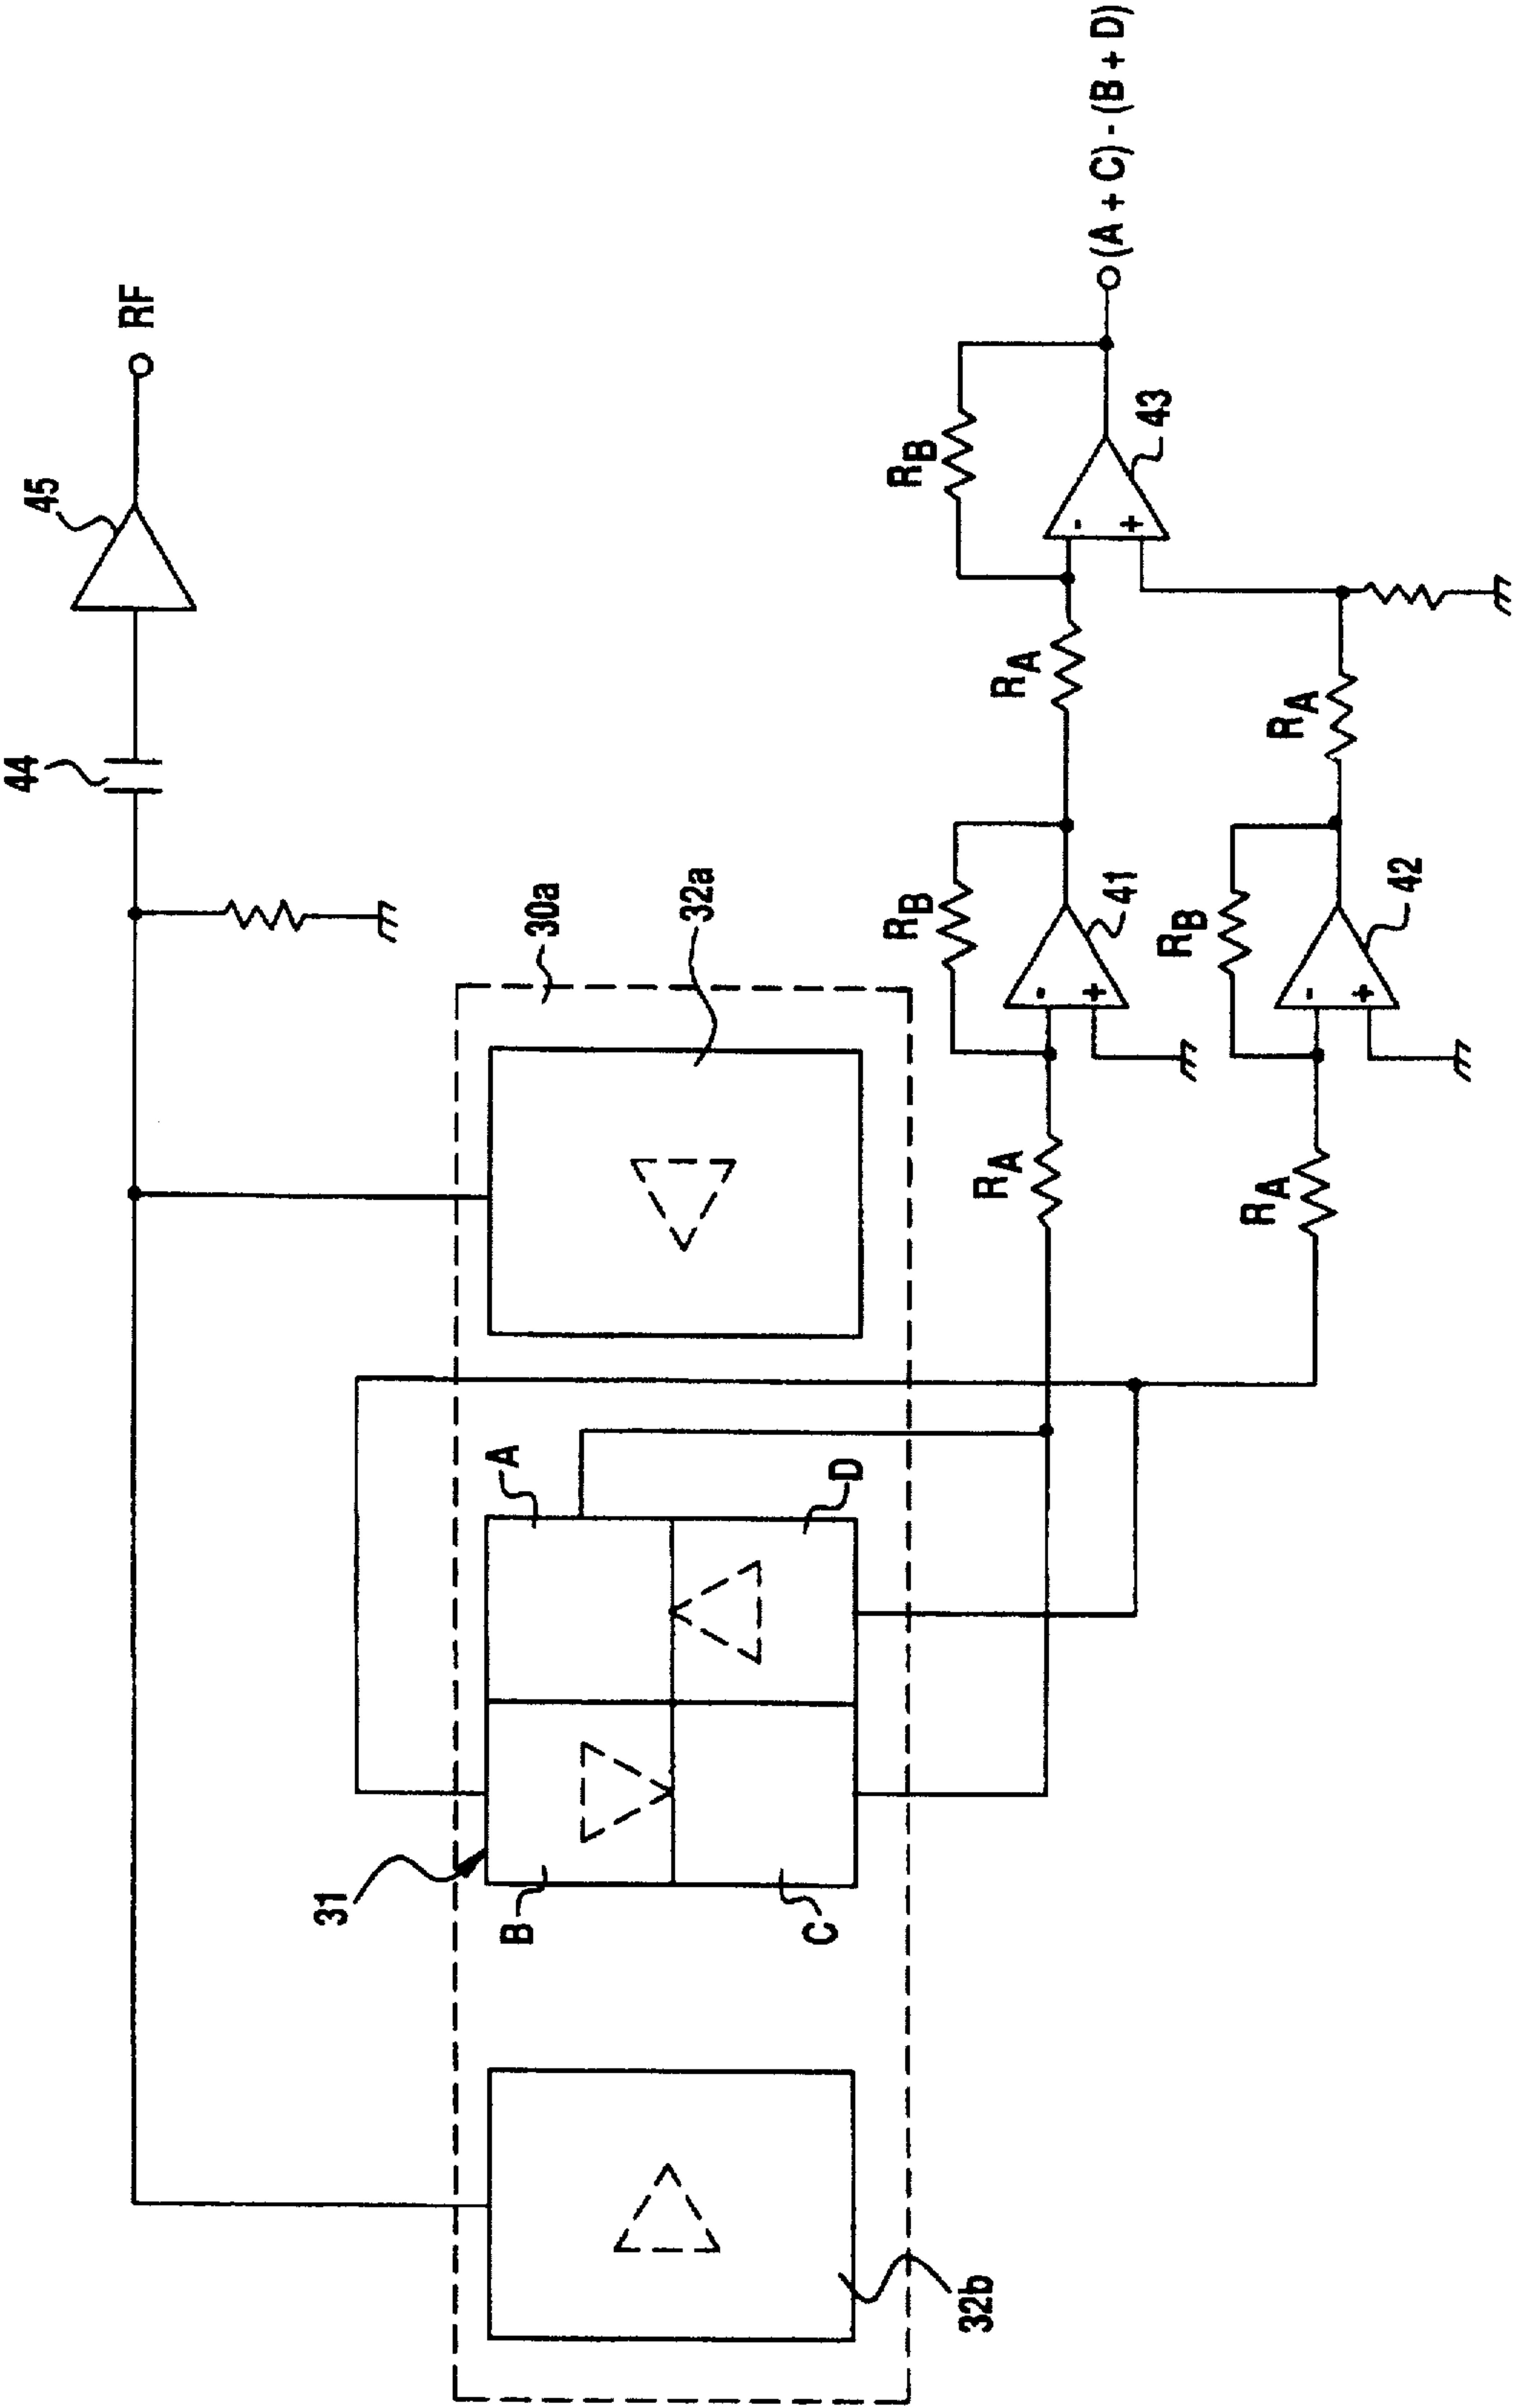 45
RF
44
30a
32a
31
A
B
C
D
32b
RA
RB
41
RA
RB
42
RA
RA
RB
43
(A + C) - (B + D)
-
+
-
+
-
+